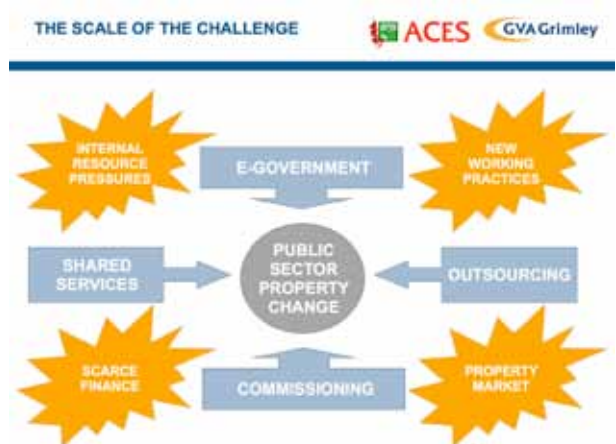 THE SCALE OF THE CHALLENGE
ACES
GVA Grimley
INTERNAL
RESOURCE
PRESSURES
E-GOVERNMENT
NEW
WORKING
PRACTICES
SHARED
SERVICES
PUBLIC
SECTOR
PROPERTY
CHANGE
OUTSOURCING
SCARCE
FINANCE
COMMISSIONING
PROPERTY
MARKET